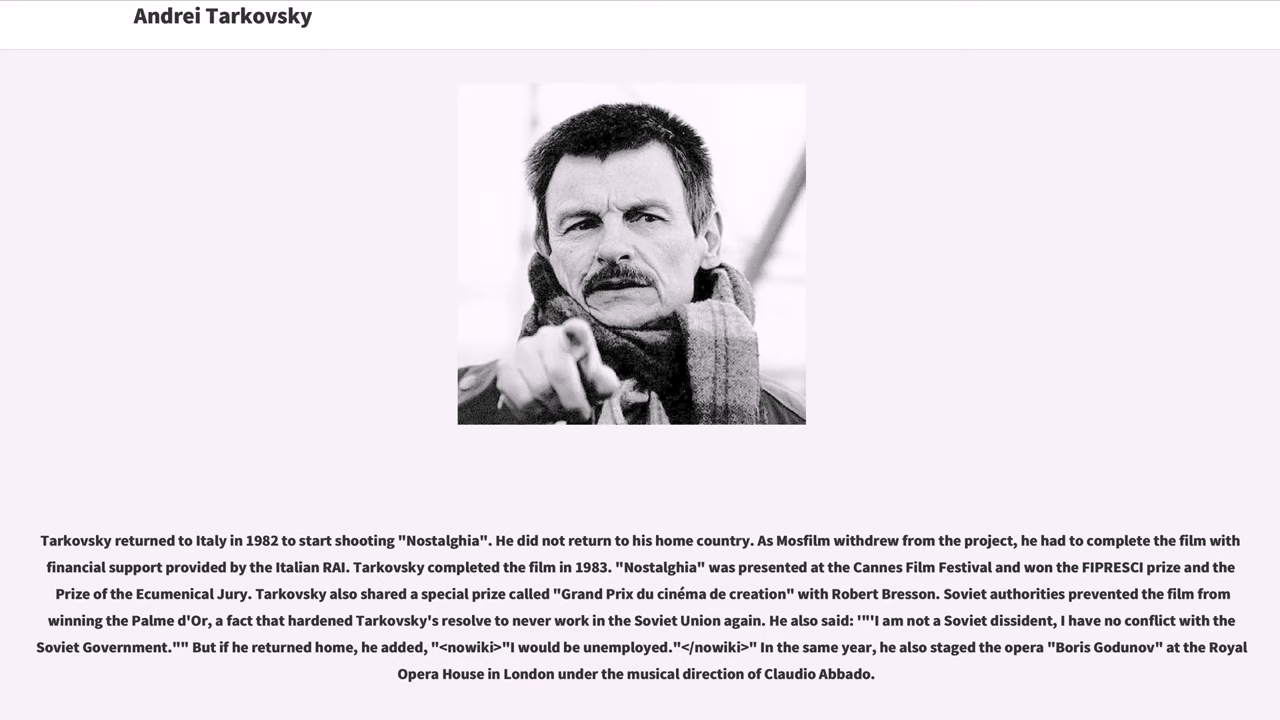 Andrei Tarkovsky
Tarkovsky returned to Italy in 1982 to start shooting "Nostalghia". He did not return to his home country. As Mosfilm withdrew from the project, he had to complete the film with
financial support provided by the Italian RAI. Tarkovsky completed the film in 1983. "Nostalghia" was presented at the Cannes Film Festival and won the FIPRESCI prize and the
Prize of the Ecumenical Jury. Tarkovsky also shared a special prize called "Grand Prix du cinéma de creation" with Robert Bresson. Soviet authorities prevented the film from
winning the Palme d'Or, a fact that hardened Tarkovsky's resolve to never work in the Soviet Union again. He also said: '"'I am not a Soviet dissident, I have no conflict with the
Soviet Government."" But if he returned home, he added, "<nowiki>"I would be unemployed."</nowiki>" In the same year, he also staged the opera "Boris Godunov" at the Royal
Opera House in London under the musical direction of Claudio Abbado.